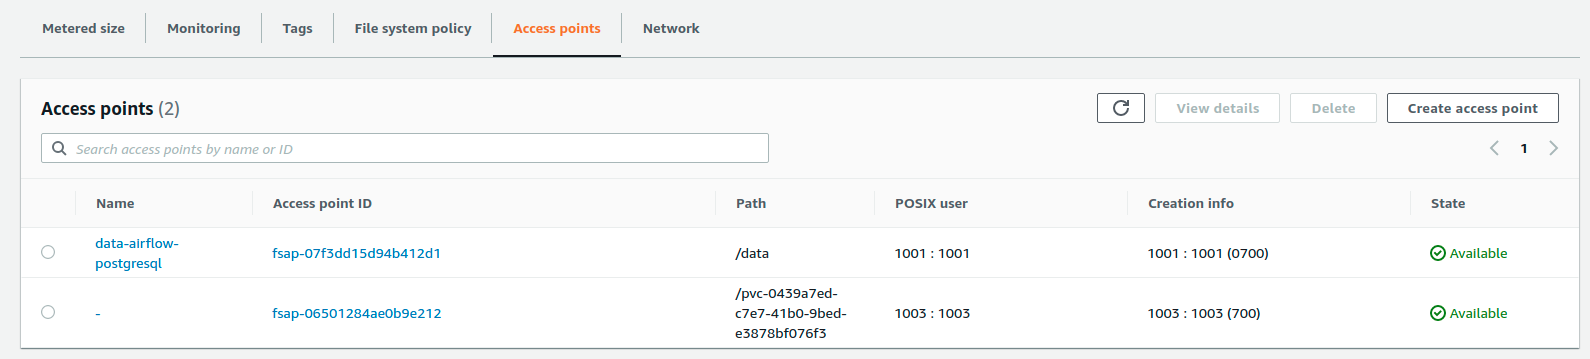 Metered size Monitoring Tags File system policy Access points Network
Access points (2) View details Delete Create access point
Search access points by name or ID 1
Name Access point ID Path POSIX user Creation info State
data-airflow-
postgresql fsap-07f3dd15d94b412d1 /data 1001 : 1001 1001 : 1001 (0700) Available
/pvc-0439a7ed-
- fsap-06501284ae0b9e212 c7e7-41b0-9bed- 1003 : 1003 1003 : 1003 (700) Available
e3878bf076f3